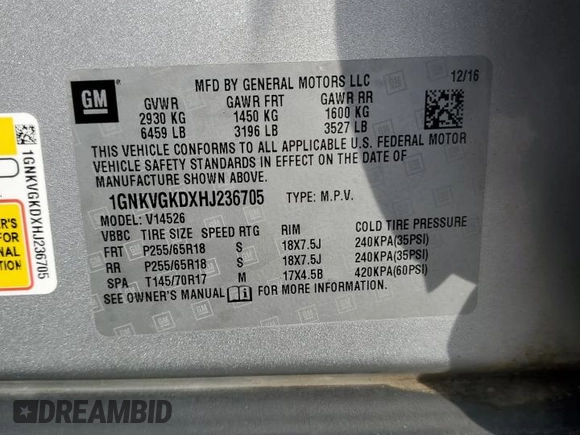 GM
MFD BY GENERAL MOTORS LLC 12/16
GVWR GAWR FRT GAWR RR
2930 KG 1450 KG 1600 KG
6459 LB 3196 LB 3527 LB
THIS VEHICLE CONFORMS TO ALL APPLICABLE U.S. FEDERAL MOTOR
VEHICLE SAFETY STANDARDS IN EFFECT ON THE DATE OF
MANUFACTURE SHOWN ABOVE.
1GNKVGKDXHJ236705 TYPE: M.P.V.
MODEL: V14526
VBBC TIRE SIZE SPEED RTG RIM COLD TIRE PRESSURE
FRT P255/65R18 S 18X7.5J 240KPA(35PSI)
RR P255/65R18 S 18X7.5J 240KPA(35PSI)
SPA T145/70R17 M 17X4.5B 420KPA(60PSI)
SEE OWNER'S MANUAL FOR MORE INFORMATION.
1GNKVGKDXHJ236705
FOR
DREAMBID